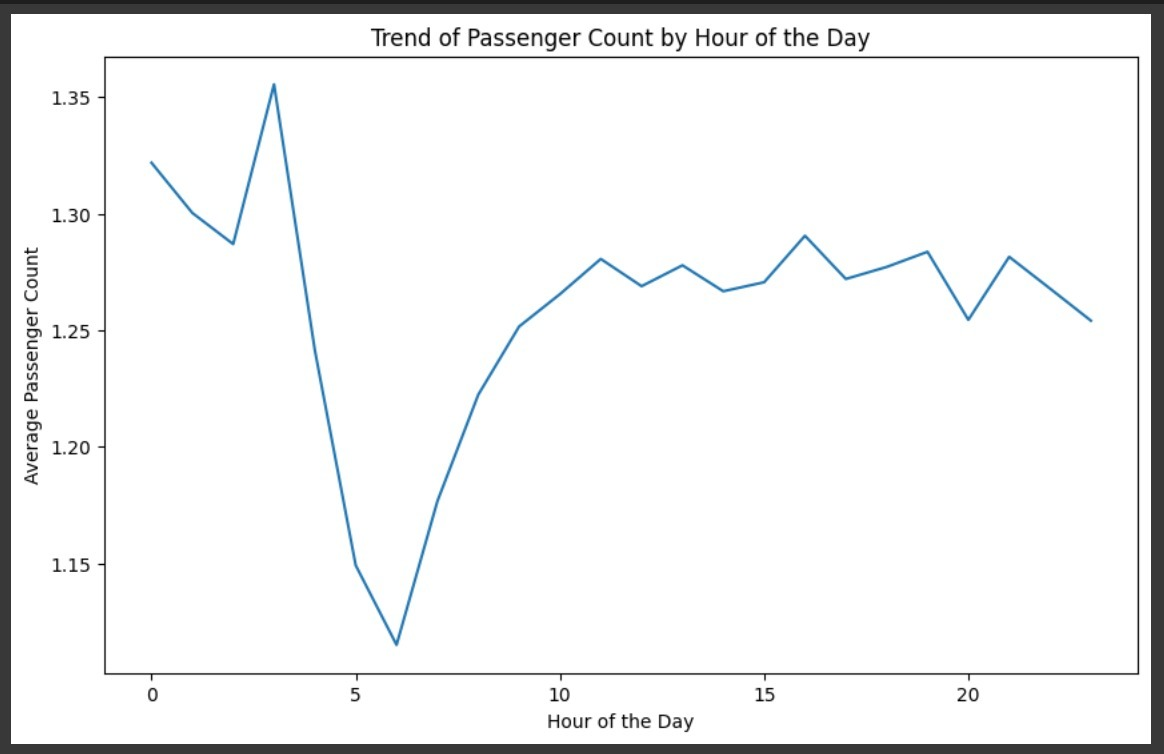 Trend of Passenger Count by Hour of the Day
1.35
1.30
1.25
1.20
1.15
Average Passenger Count
0 5 10 15 20
Hour of the Day